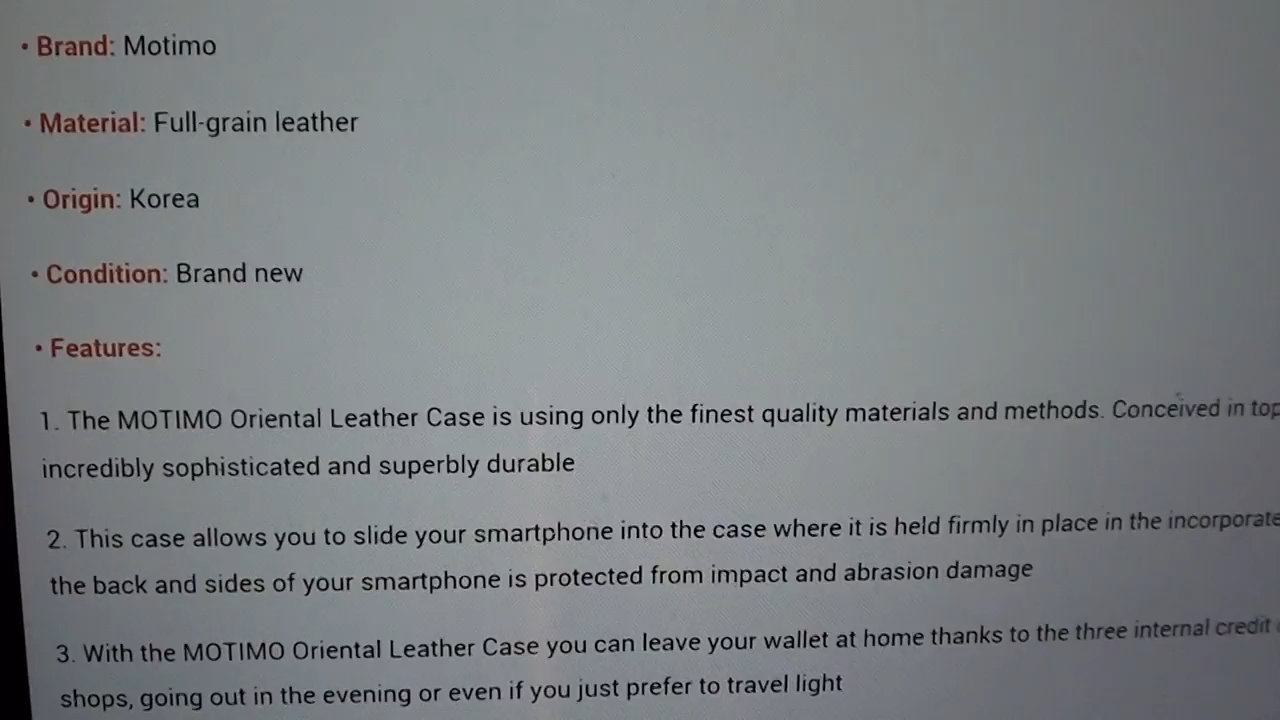 • Brand: Motimo
• Material: Full-grain leather
• Origin: Korea
• Condition: Brand new
• Features:
1. The MOTIMO Oriental Leather Case is using only the finest quality materials and methods. Conceived in top
incredibly sophisticated and superbly durable
2. This case allows you to slide your smartphone into the case where it is held firmly in place in the incorporate
the back and sides of your smartphone is protected from impact and abrasion damage
3. With the MOTIMO Oriental Leather Case you can leave your wallet at home thanks to the three internal credit
shops, going out in the evening or even if you just prefer to travel light